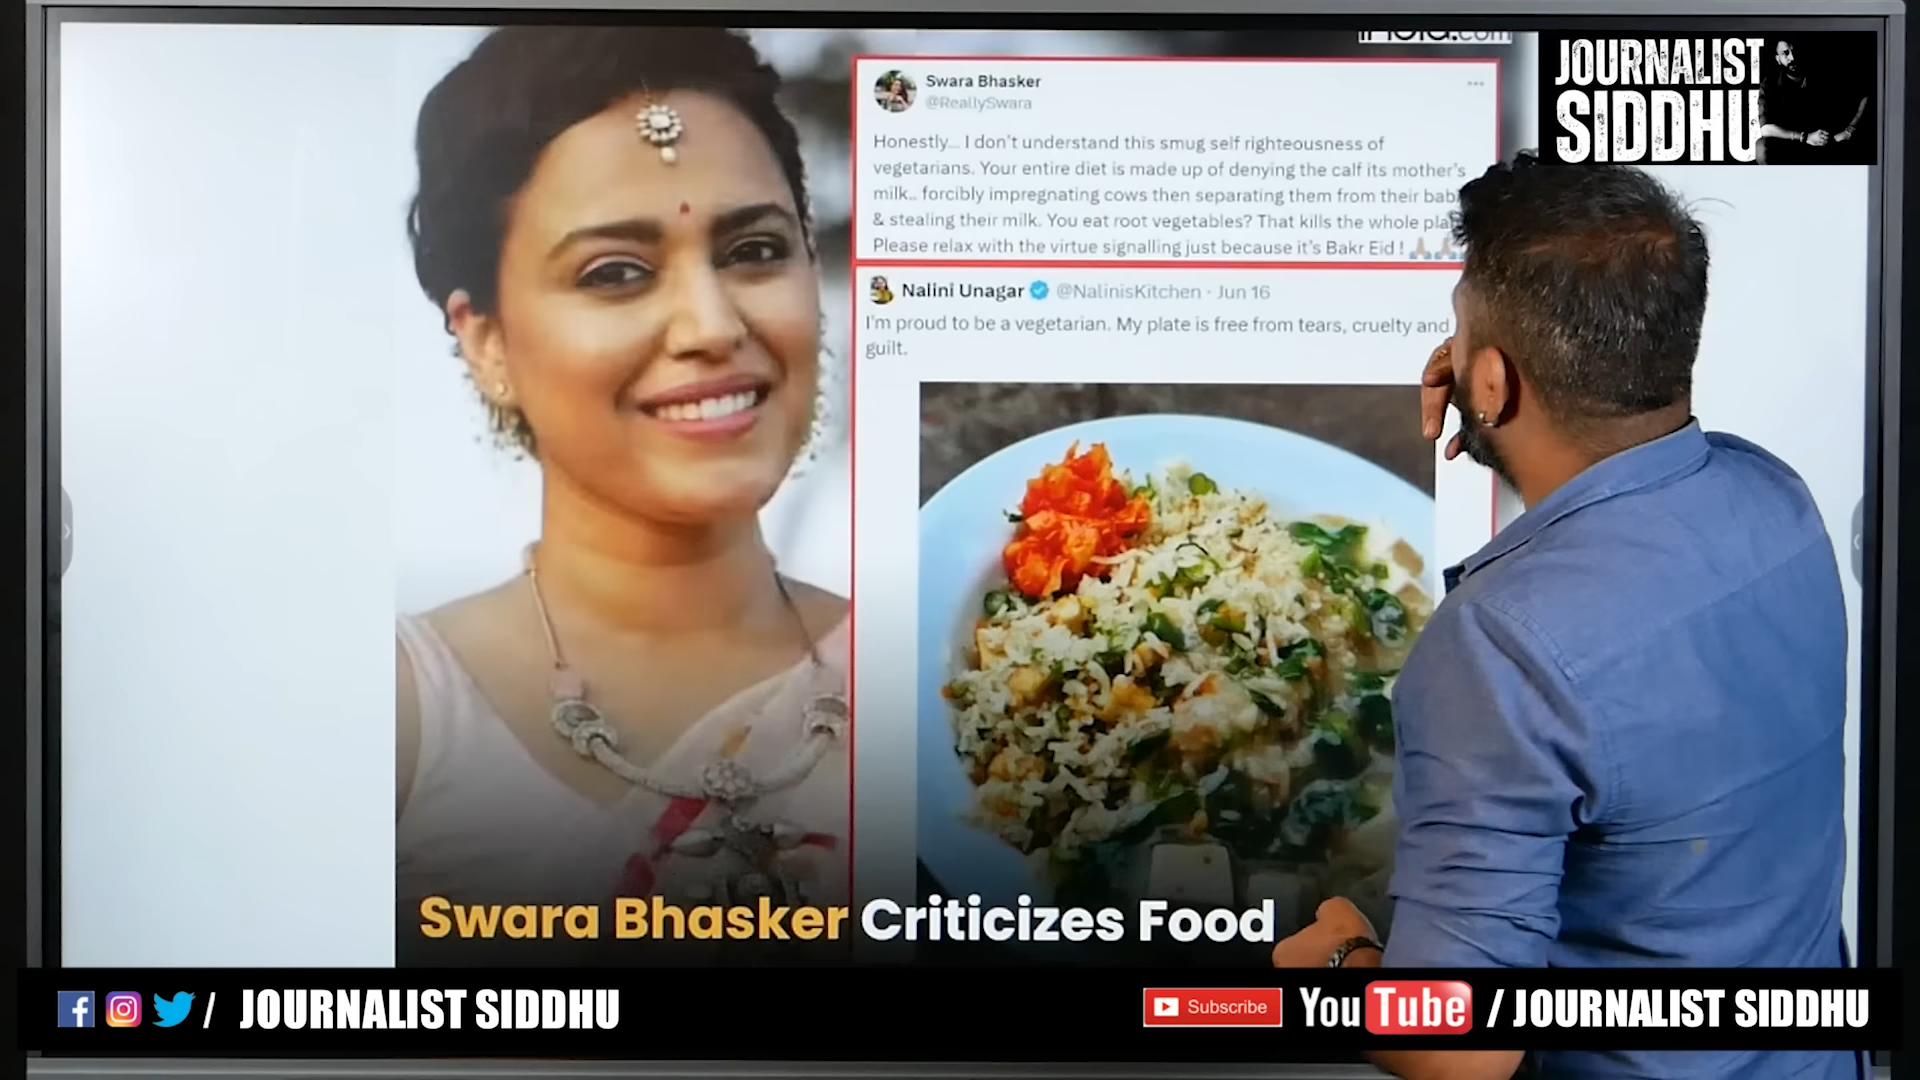 JOURNALIST
SIDDHU
Swara Bhasker
@ReallySwara
Honestly... I don't understand this smug self righteousness of
vegetarians. Your entire diet is made up of denying the calf its mother's
milk.. forcibly impregnating cows then separating them from their
& stealing their milk. You eat root vegetables? That kills the whole
Please relax with the virtue signalling just because it's Bakr Eid !
Nalini Unagar @NalinisKitchen · Jun 16
I'm proud to be a vegetarian. My plate is free from tears, cruelty and
guilt.
Swara Bhasker Criticizes Food
/ JOURNALIST SIDDHU
Subscribe YouTube / JOURNALIST SIDDHU